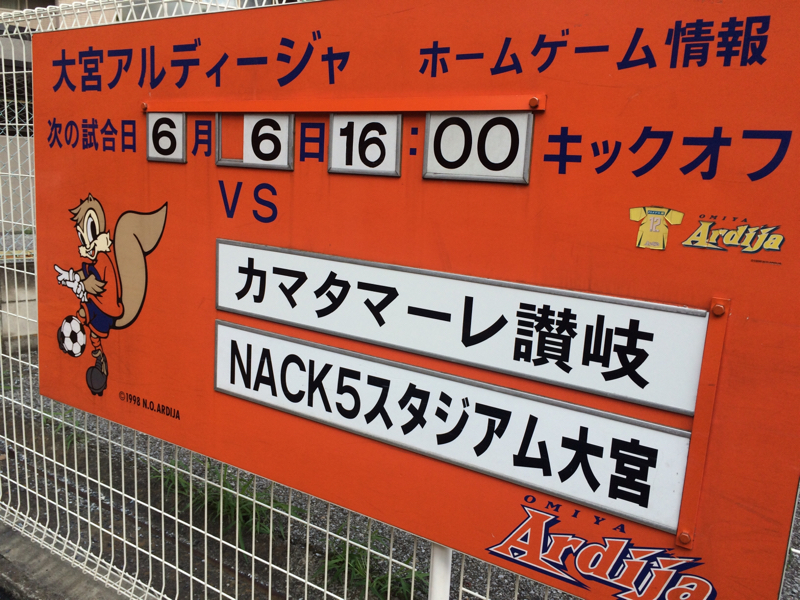 大宮アルディージャ ホームゲーム情報
次の試合日 6月 6日 16:00 キックオフ
VS
12
OMIYA
Ardija
カマタマーレ讃岐
NACK5スタジアム大宮
©1998 N.O.ARDIJA
OMIYA
Ardija